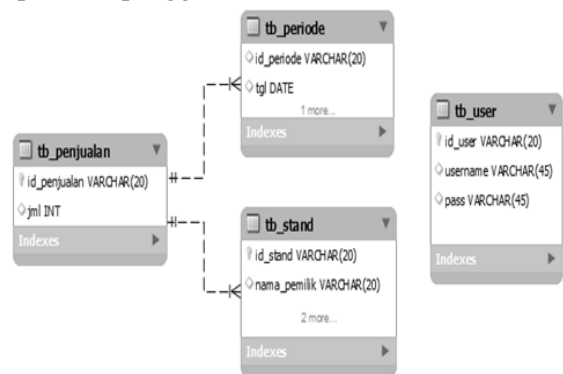 tb_periode
id_periode VARCHAR(20)
tgl DATE
1 more...
Indexes
tb_penjualan
id_penjualan VARCHAR(20)
jml INT
Indexes
tb_stand
id_stand VARCHAR(20)
nama_pemilik VARCHAR(20)
2 more...
Indexes
tb_user
id_user VARCHAR(20)
username VARCHAR(45)
pass VARCHAR(45)
Indexes